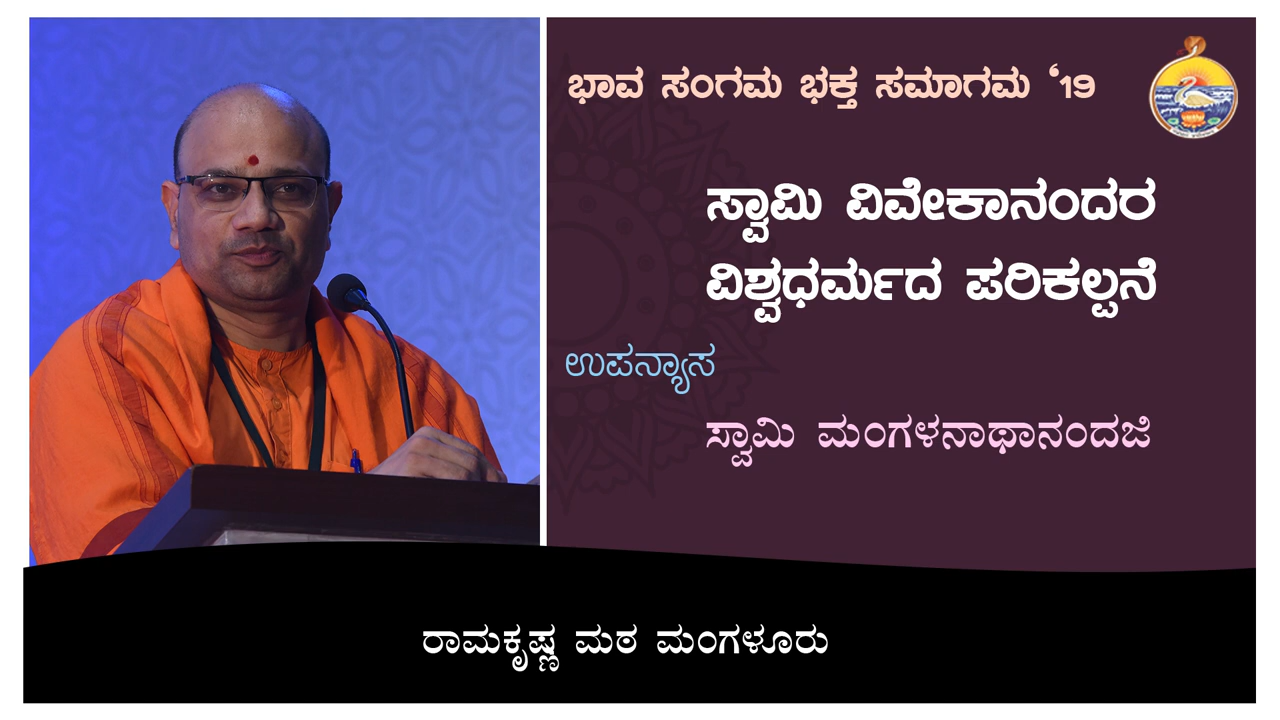 ಭಾವ ಸಂಗಮ ಭಕ್ತ ಸಮಾಗಮ ‘19
ಸ್ವಾಮಿ ವಿವೇಕಾನಂದರ
ವಿಶ್ವಧರ್ಮದ ಪರಿಕಲ್ಪನೆ
ಉಪನ್ಯಾಸ
ಸ್ವಾಮಿ ಮಂಗಳನಾಥಾನಂದಜಿ
ರಾಮಕೃಷ್ಣ ಮಠ ಮಂಗಳೂರು